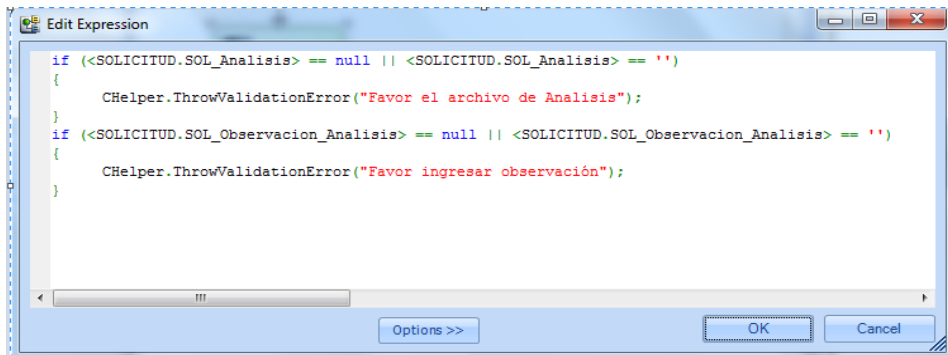 Edit Expression
if (<SOLICITUD.SOL_Analisis> == null || <SOLICITUD.SOL_Analisis> == '')
{
CHelper.ThrowValidationError("Favor el archivo de Analisis");
}
if (<SOLICITUD.SOL_Observacion_Analisis> == null || <SOLICITUD.SOL_Observacion_Analisis> == '')
{
CHelper.ThrowValidationError("Favor ingresar observación");
}
Options >> OK Cancel